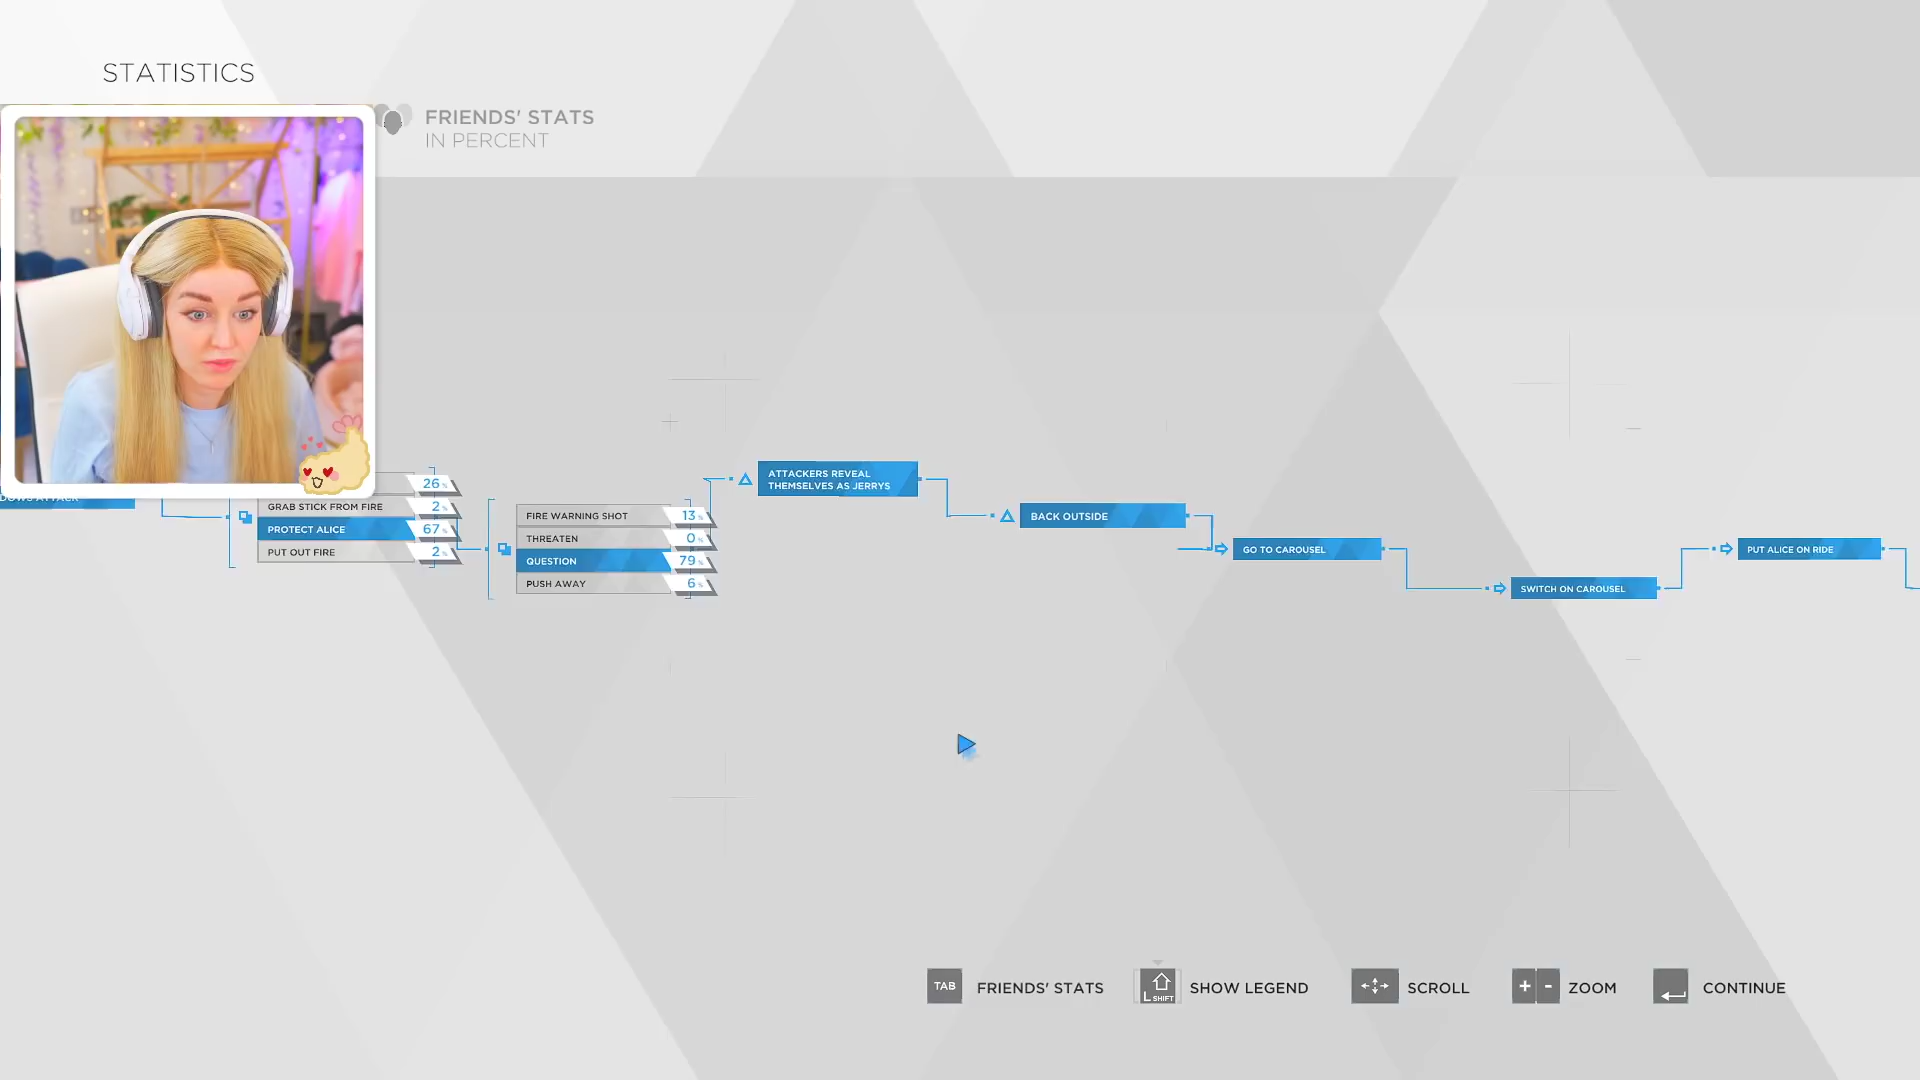 STATISTICS
FRIENDS' STATS
IN PERCENT
26%
GRAB STICK FROM FIRE 2%
PROTECT ALICE 67%
PUT OUT FIRE 2%
FIRE WARNING SHOT 13%
THREATEN 0%
QUESTION 79%
PUSH AWAY 6%
ATTACKERS REVEAL
THEMSELVES AS JERRYS
BACK OUTSIDE
GO TO CAROUSEL
SWITCH ON CAROUSEL
PUT ALICE ON RIDE
TAB FRIENDS' STATS
L SHIFT SHOW LEGEND
SCROLL
+ - ZOOM
CONTINUE